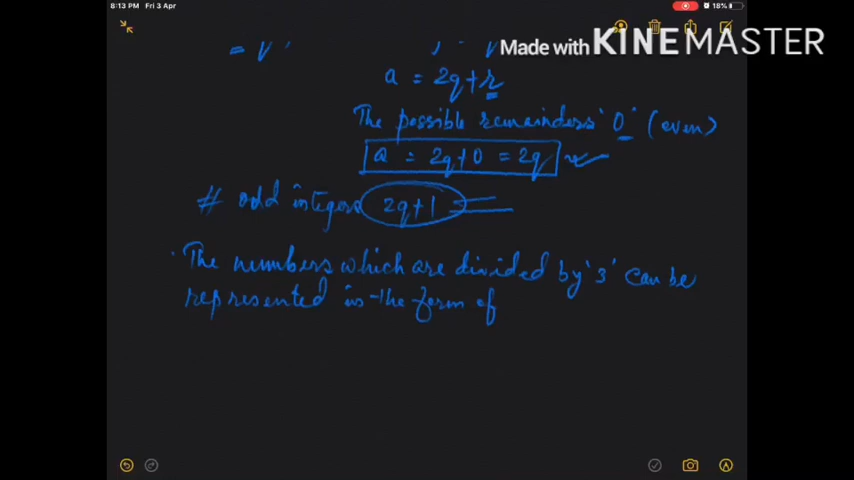 8:13 PM Fri 3 Apr
18%
Made with KINEMASTER
a = 2q+r
The possible remainders '0' (even)
a = 2q+0 = 2q
# odd integers 2q+1
The numbers which are divided by '3' can be
represented in the form of